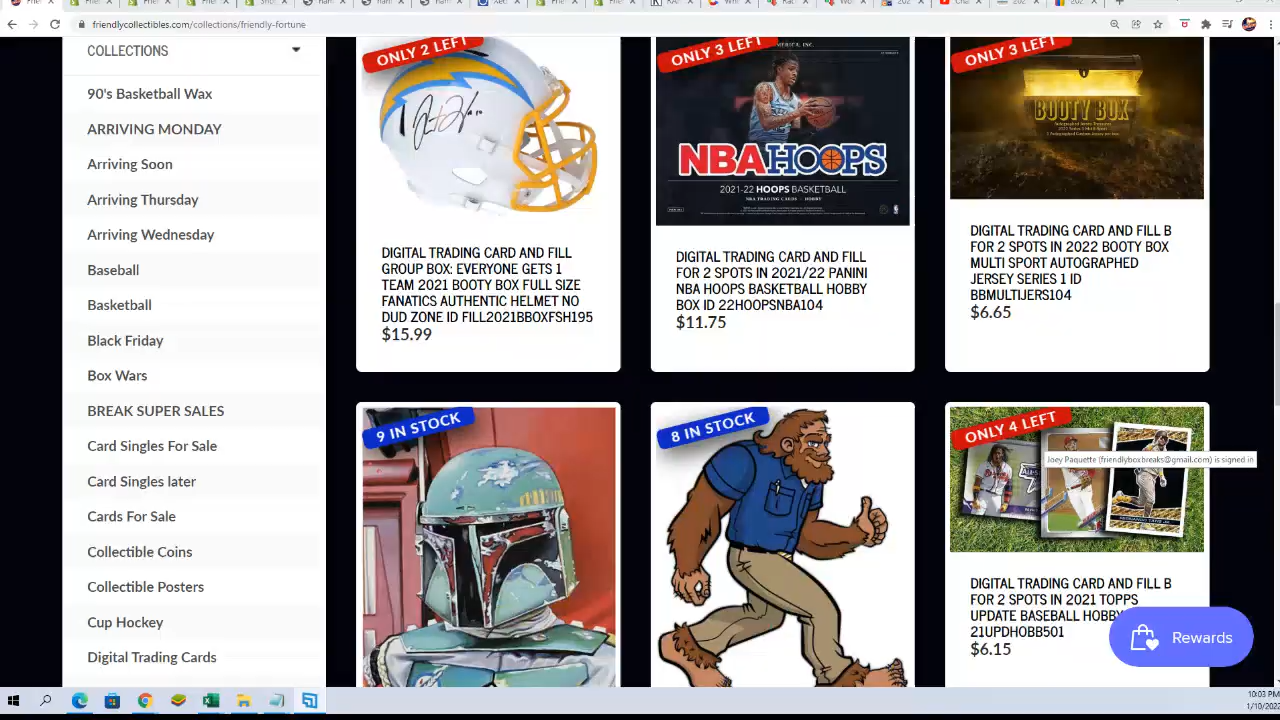 friendlycollectibles.com/collections/friendly-fortune
COLLECTIONS
90's Basketball Wax
ARRIVING MONDAY
Arriving Soon
Arriving Thursday
Arriving Wednesday
Baseball
Basketball
Black Friday
Box Wars
BREAK SUPER SALES
Card Singles For Sale
Card Singles later
Cards For Sale
Collectible Coins
Collectible Posters
Cup Hockey
Digital Trading Cards
ONLY 2 LEFT
DIGITAL TRADING CARD AND FILL
GROUP BOX: EVERYONE GETS 1
TEAM 2021 BOOTY BOX FULL SIZE
FANATICS AUTHENTIC HELMET NO
DUD ZONE ID FILL2021BBOXFSH195
$15.99
ONLY 3 LEFT
NBA HOOPS
2021-22 HOOPS BASKETBALL
NBA TRADING CARDS HOBBY
DIGITAL TRADING CARD AND FILL
FOR 2 SPOTS IN 2021/22 PANINI
NBA HOOPS BASKETBALL HOBBY
BOX ID 22HOOPSNBA104
$11.75
ONLY 3 LEFT
BOOTY BOX
DIGITAL TRADING CARD AND FILL B
FOR 2 SPOTS IN 2022 BOOTY BOX
MULTI SPORT AUTOGRAPHED
JERSEY SERIES 1 ID
BBMULTIJERS104
$6.65
9 IN STOCK
8 IN STOCK
ONLY 4 LEFT
Joey Paquette (friendlyboxbreaks@gmail.com) is signed in
DIGITAL TRADING CARD AND FILL B
FOR 2 SPOTS IN 2021 TOPPS
UPDATE BASEBALL HOBBY
21UPDHOBB501
$6.15
Rewards
10:03 PM
1/10/2022